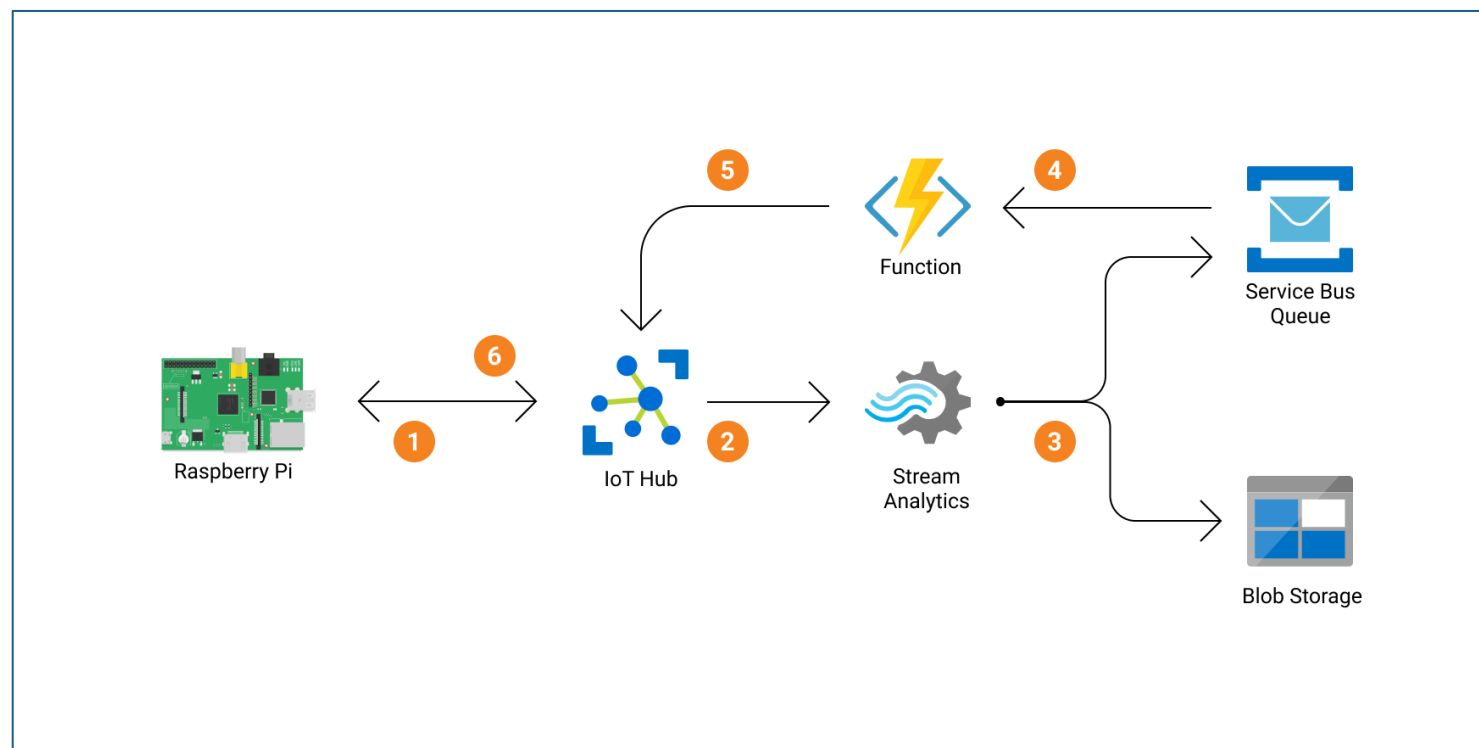 5
4
Function
Service Bus
Queue
6
1
2
3
Raspberry Pi
IoT Hub
Stream
Analytics
Blob Storage